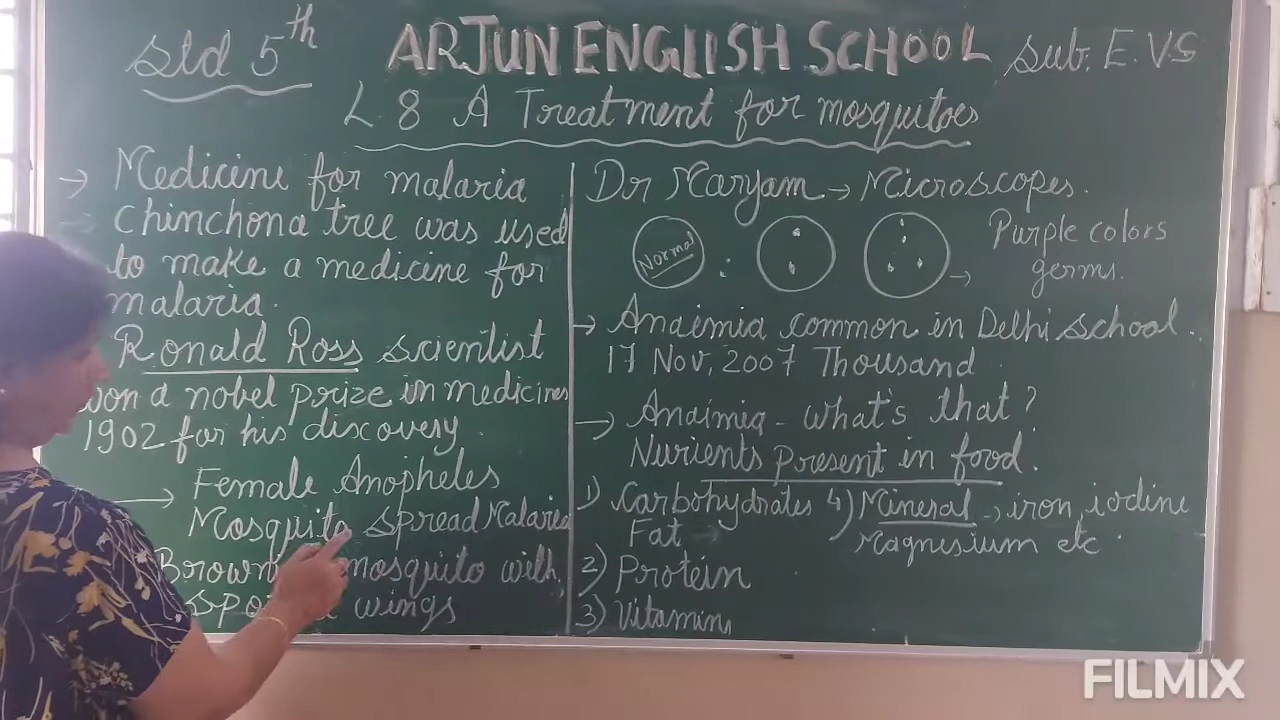 Std 5th
ARJUN ENGLISH SCHOOL
Sub. E.VS
L.8 A Treatment for mosquitoes
→ Medicine for malaria
→ Chinchona tree was used
to make a medicine for
malaria.
Ronald Ross scientist
won a nobel prize in medicines
1902 for his discovery.
→ Female Anopheles
Mosquito spread Malaria
Brown mosquito with
wings
Dr Maryam → Microscopes.
Normal
Purple colors
germs.
→ Anaimia common in Delhi school.
17 Nov, 2007 Thousand
→ Anaimia - what's that?
Nurients present in food.
1) Carbohydrates
Fat
2) Protein
3) Vitamins
4) Mineral → iron, iodine
Magnesium etc.
FILMIX